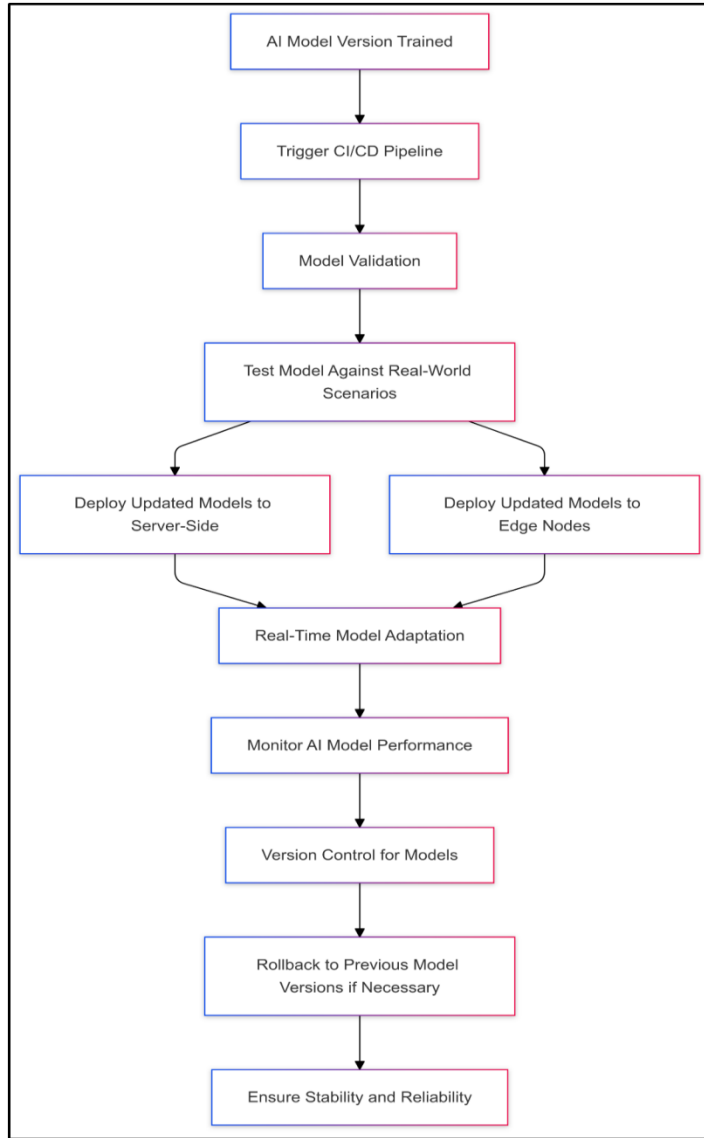 AI Model Version Trained
Trigger CI/CD Pipeline
Model Validation
Test Model Against Real-World
Scenarios
Deploy Updated Models to
Server-Side
Deploy Updated Models to
Edge Nodes
Real-Time Model Adaptation
Monitor AI Model Performance
Version Control for Models
Rollback to Previous Model
Versions if Necessary
Ensure Stability and Reliability